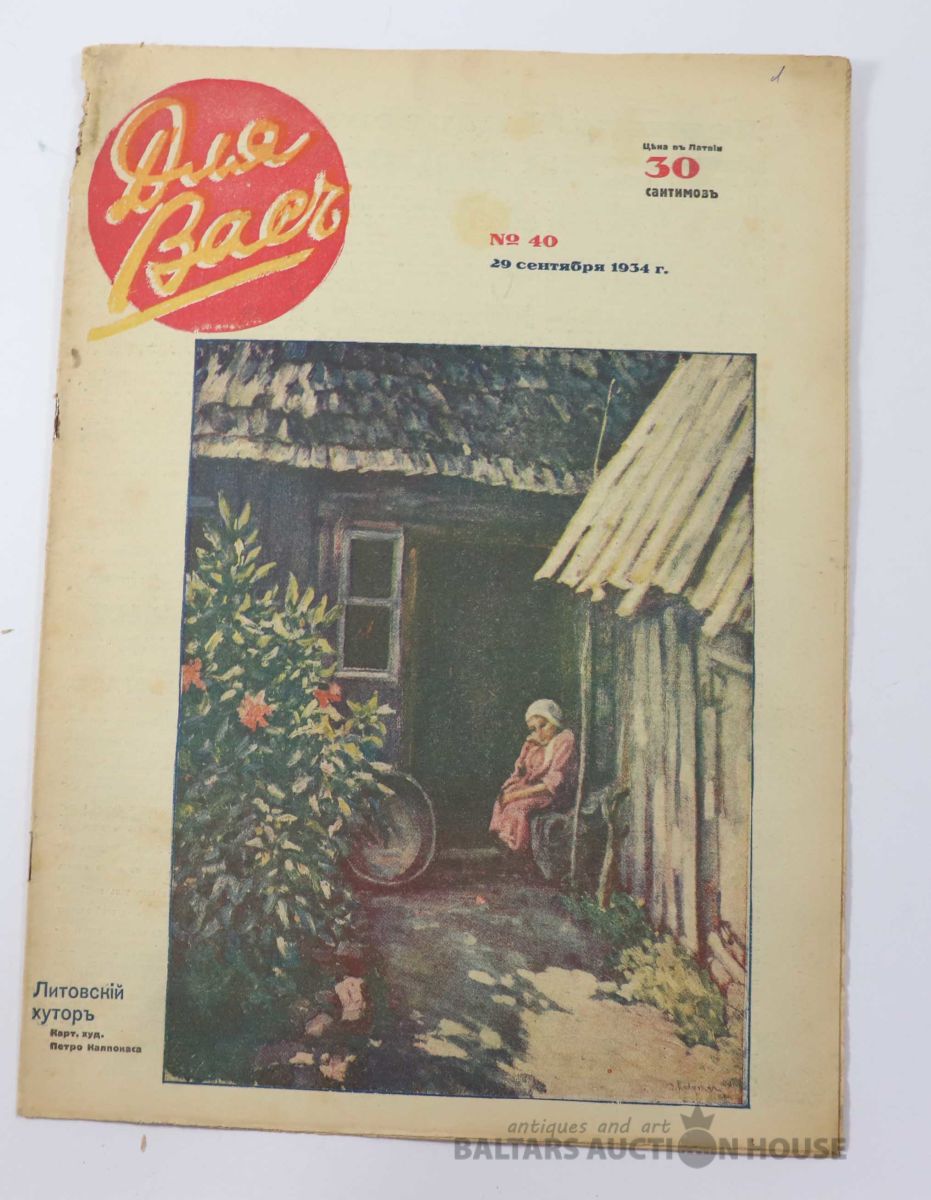 Для
Васъ
Цѣна въ Латвіи
30
сантимовъ
№ 40
29 сентября 1934 г.
Литовскій
хуторъ
Карт. худ.
Петро Калпокаса
antiques and art
BALTARS AUCTION HOUSE